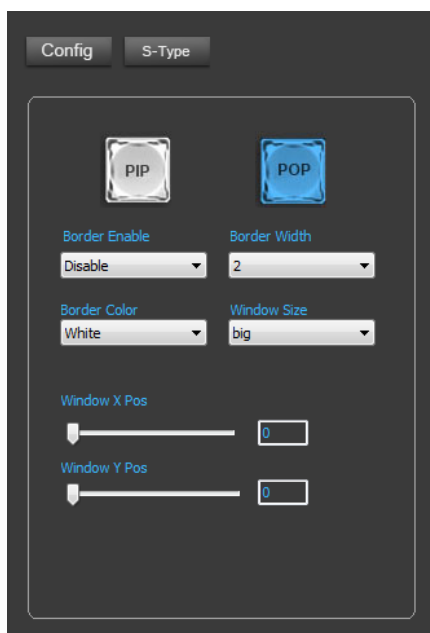 Config S-Type
PIP POP
Border Enable Border Width
Disable 2
Border Color Window Size
White big
Window X Pos
0
Window Y Pos
0